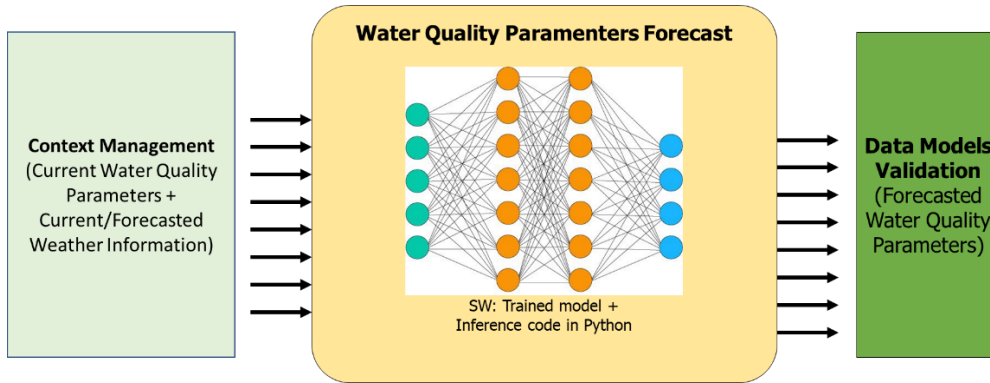 Context Management
(Current Water Quality
Parameters +
Current/Forecasted
Weather Information)
Water Quality Paramenters Forecast
SW: Trained model +
Inference code in Python
Data Models
Validation
(Forecasted
Water Quality
Parameters)